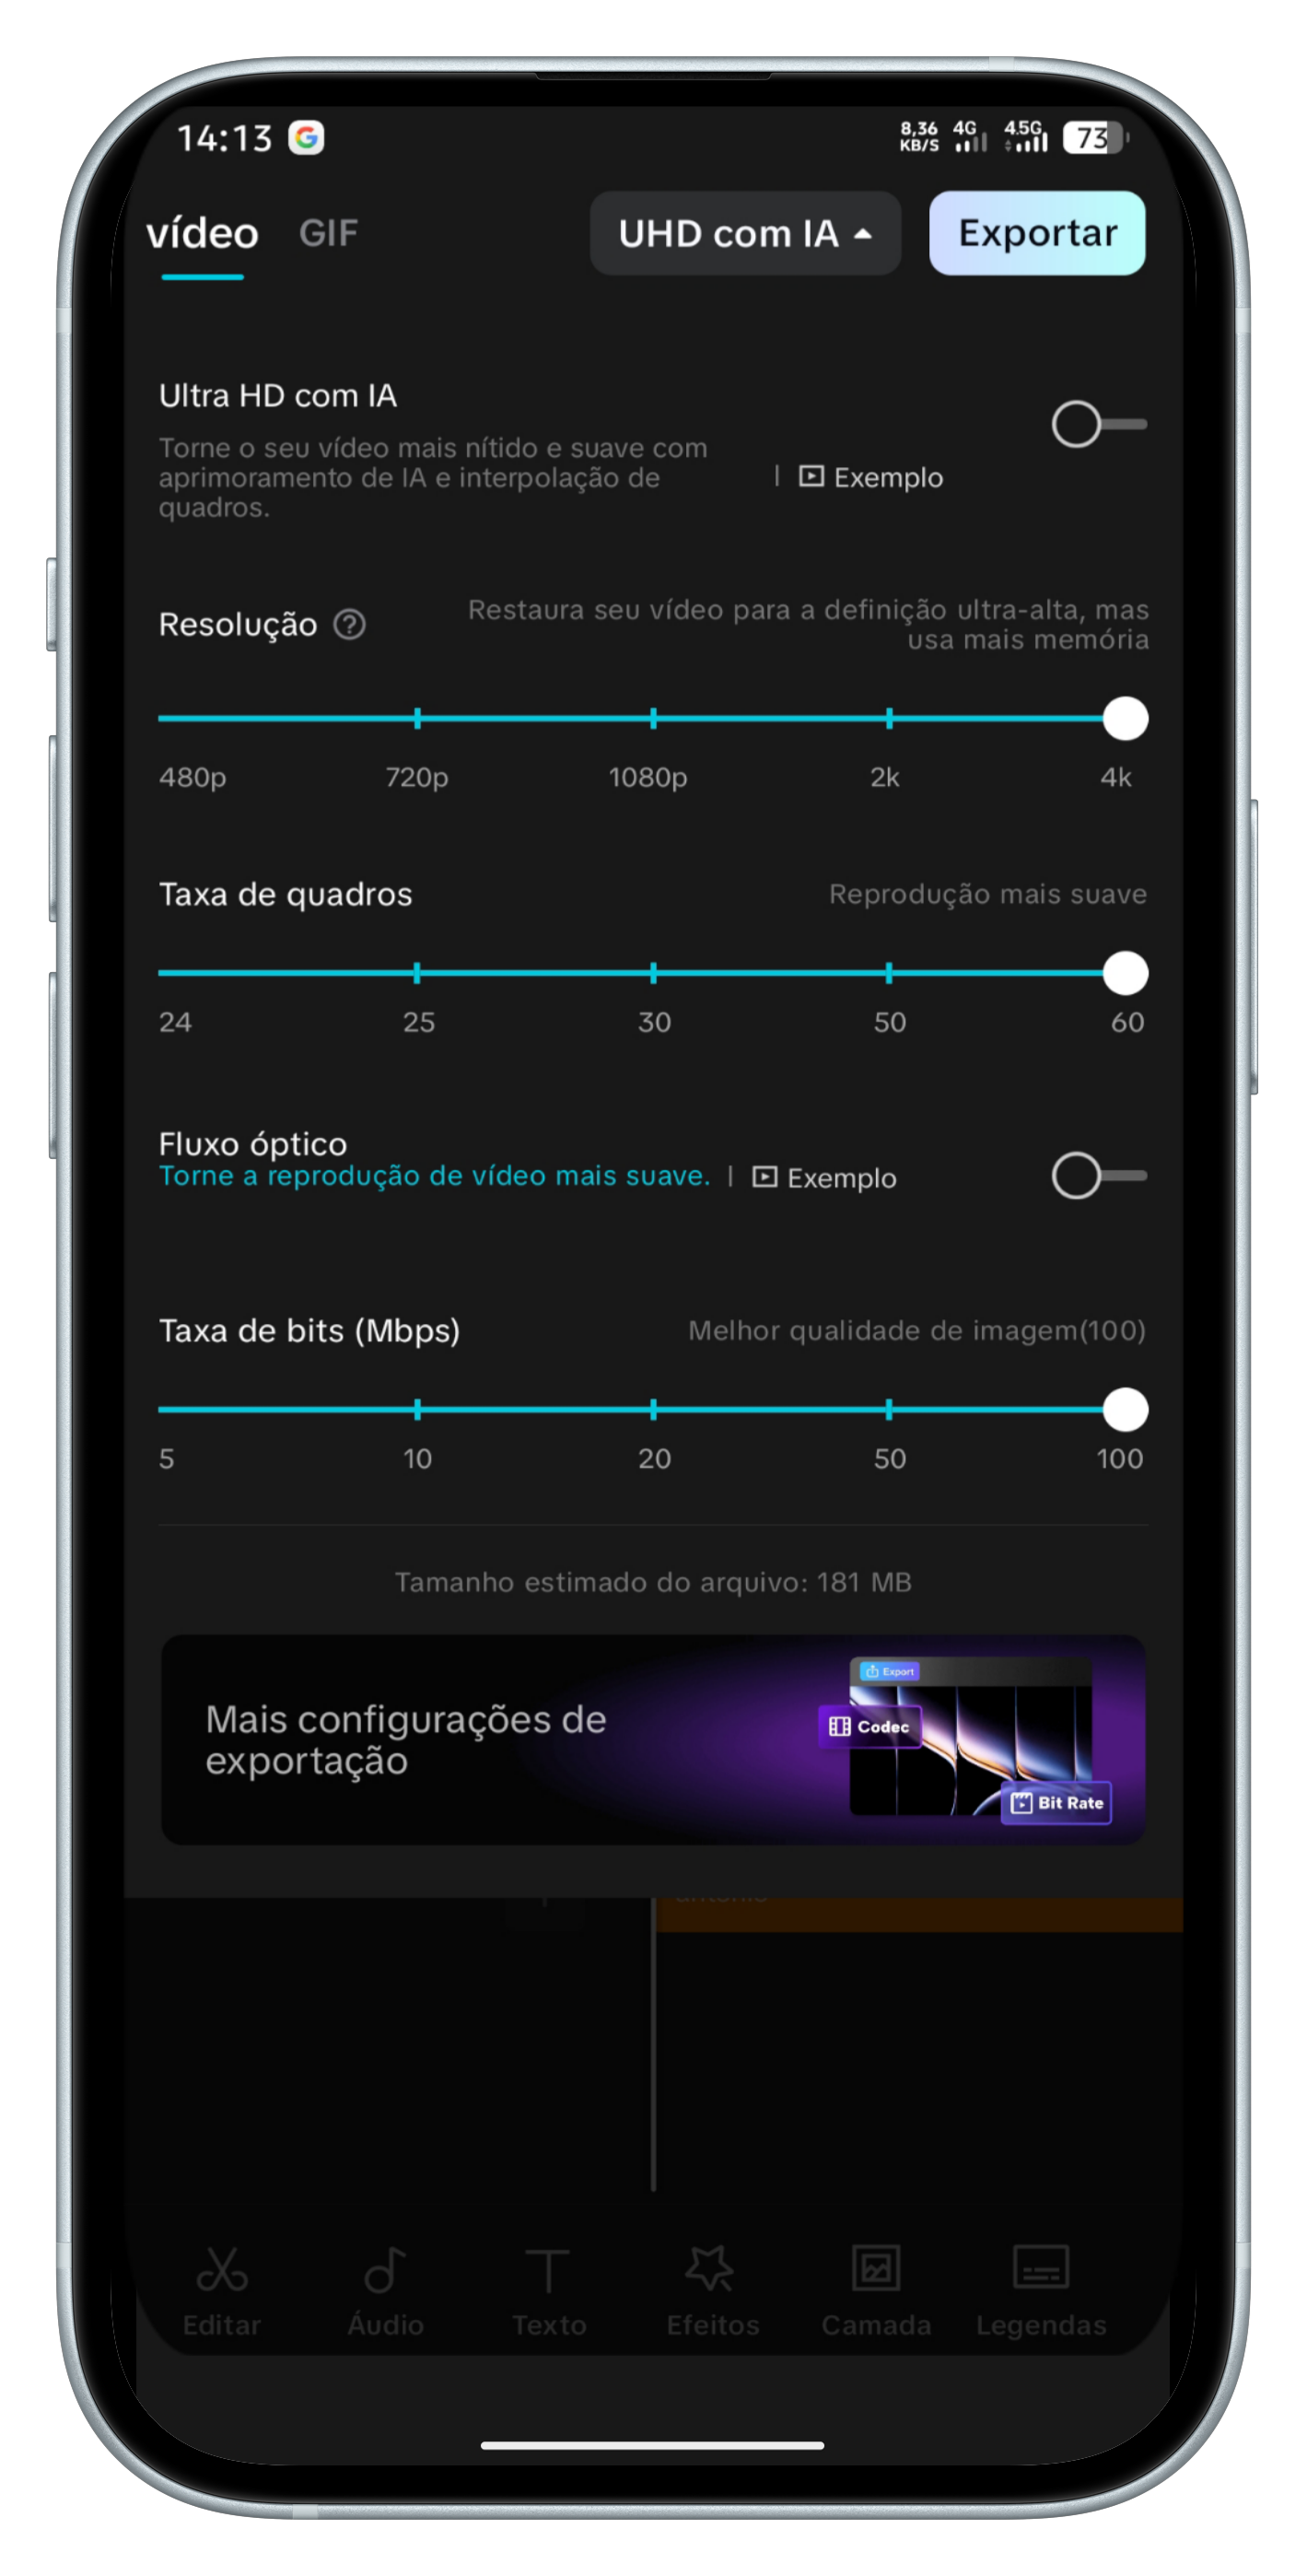 14:13
8,36 KB/S 4G 4.5G 73
vídeo GIF UHD com IA Exportar
Ultra HD com IA
Torne o seu vídeo mais nítido e suave com
aprimoramento de IA e interpolação de
quadros.
| Exemplo
Resolução ?
Restaura seu vídeo para a definição ultra-alta, mas
usa mais memória
480p 720p 1080p 2k 4k
Taxa de quadros Reprodução mais suave
24 25 30 50 60
Fluxo óptico
Torne a reprodução de vídeo mais suave. | Exemplo
Taxa de bits (Mbps) Melhor qualidade de imagem(100)
5 10 20 50 100
Tamanho estimado do arquivo: 181 MB
Mais configurações de
exportação
Export
Codec
Bit Rate
Editar Áudio Texto Efeitos Camada Legendas